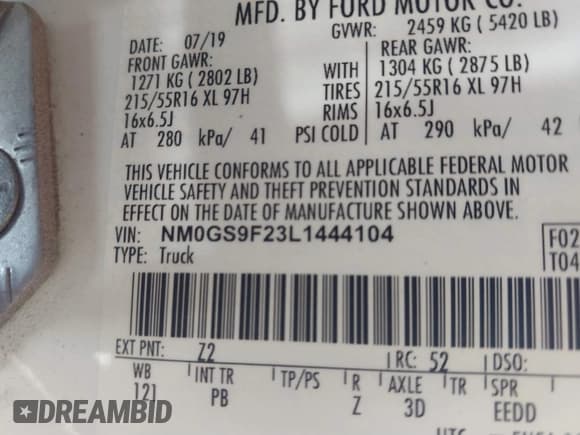 MFD. BY FORD MOTOR CO.
DATE: 07/19 GVWR: 2459 KG ( 5420 LB)
FRONT GAWR: REAR GAWR:
1271 KG ( 2802 LB) WITH 1304 KG ( 2875 LB)
215/55R16 XL 97H TIRES 215/55R16 XL 97H
16x6.5J RIMS 16x6.5J
AT 280 kPa/ 41 PSI COLD AT 290 kPa/ 42
THIS VEHICLE CONFORMS TO ALL APPLICABLE FEDERAL MOTOR
VEHICLE SAFETY AND THEFT PREVENTION STANDARDS IN
EFFECT ON THE DATE OF MANUFACTURE SHOWN ABOVE.
VIN: NM0GS9F23L1444104 F02
TYPE: Truck T04
EXT PNT: Z2 RC: 52 DSO:
WB INT TR TP/PS R AXLE TR SPR
121 PB Z 3D EEDD
UTC
DREAMBID